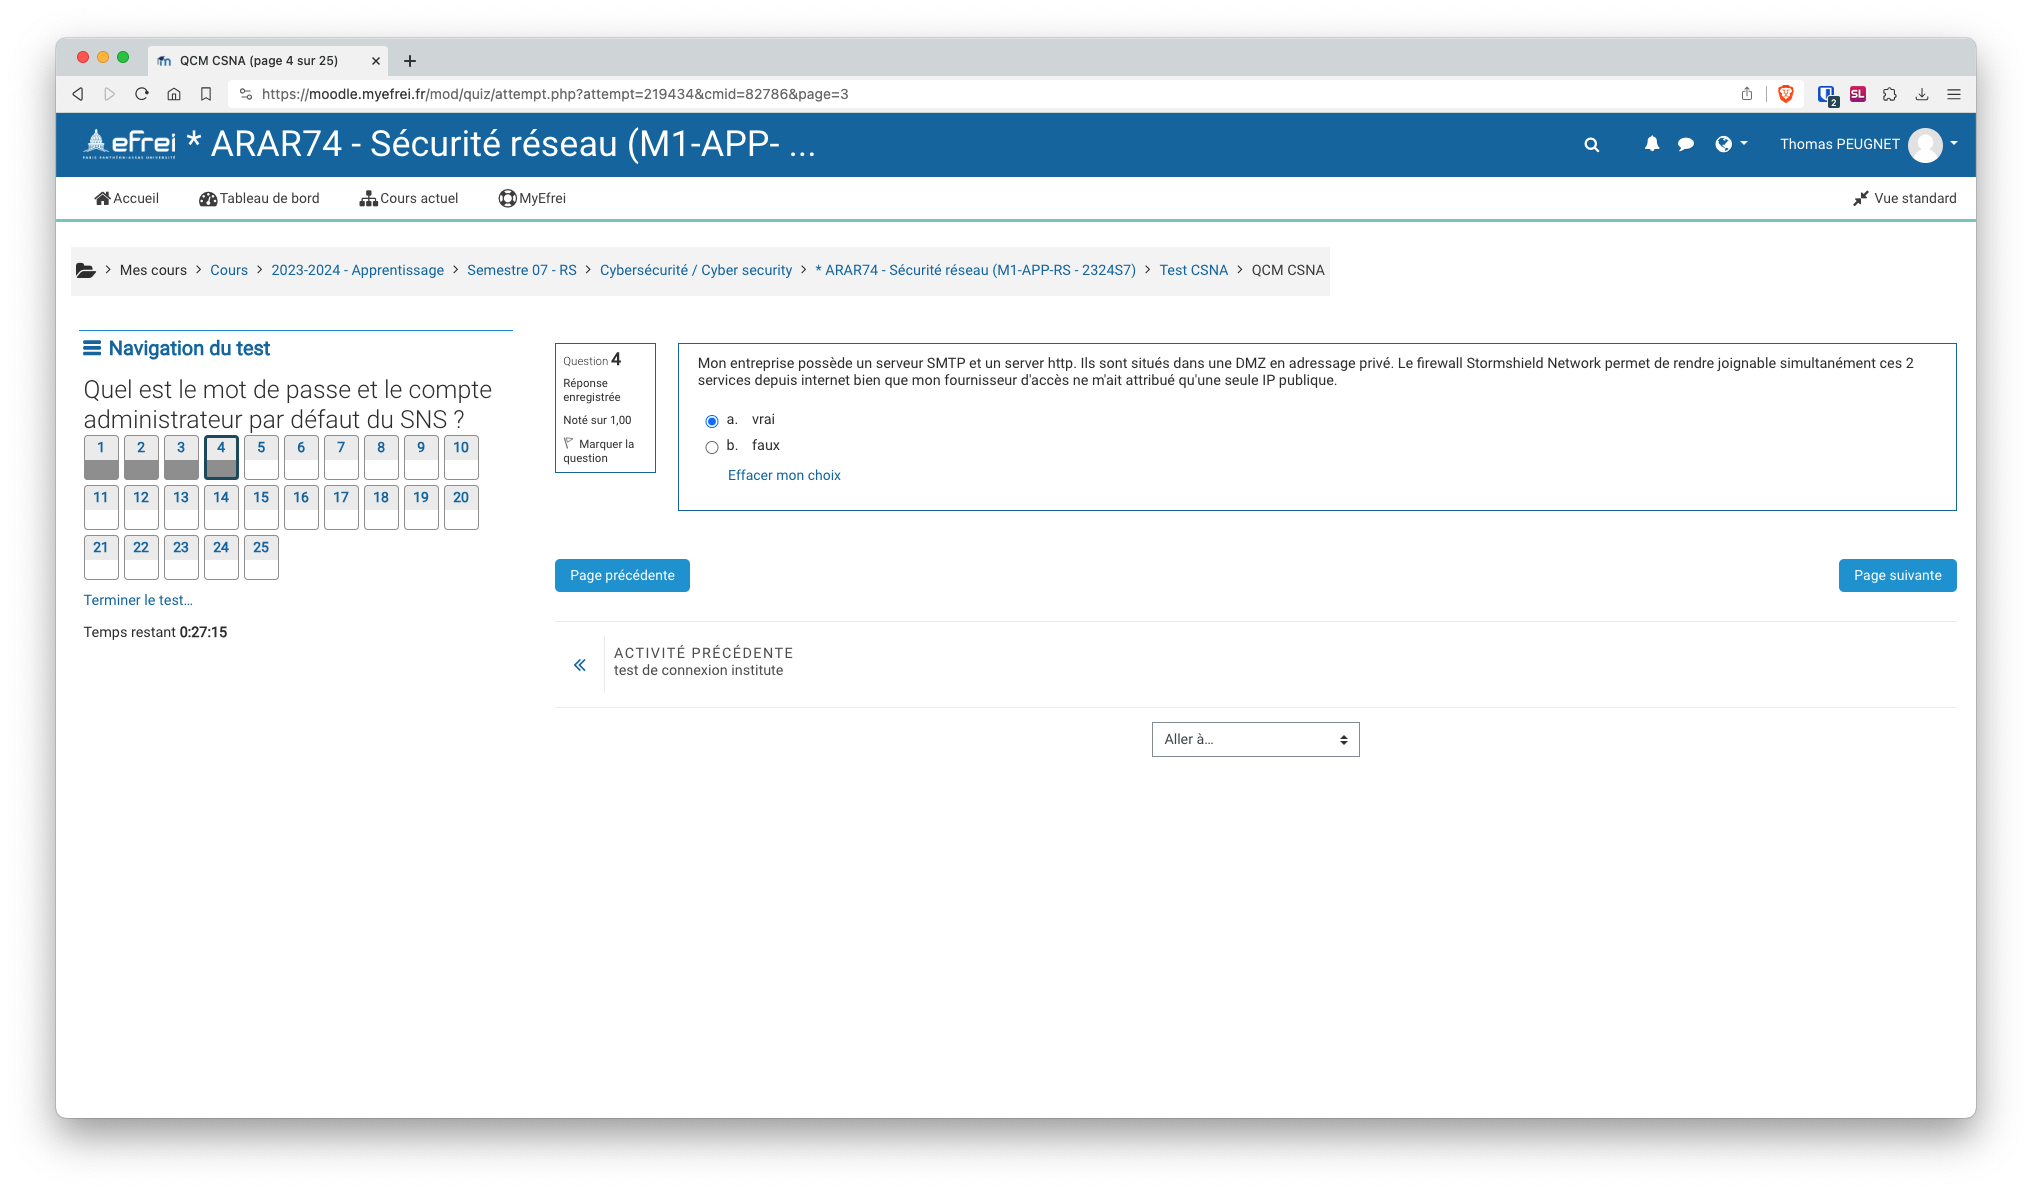 QCM CSNA (page 4 sur 25)
https://moodle.myefrei.fr/mod/quiz/attempt.php?attempt=219434&cmid=82786&page=3
SL
2
efrei
PARIS PANTHÉON-ASSAS UNIVERSITÉ
* ARAR74 - Sécurité réseau (M1-APP- ...
Thomas PEUGNET
Accueil
Tableau de bord
Cours actuel
MyEfrei
Vue standard
Mes cours > Cours > 2023-2024 - Apprentissage > Semestre 07 - RS > Cybersécurité / Cyber security > * ARAR74 - Sécurité réseau (M1-APP-RS - 2324S7) > Test CSNA > QCM CSNA
Navigation du test
Quel est le mot de passe et le compte
administrateur par défaut du SNS ?
1 2 3 4 5 6 7 8 9 10
11 12 13 14 15 16 17 18 19 20
21 22 23 24 25
Terminer le test...
Temps restant 0:27:15
Question 4
Réponse
enregistrée
Noté sur 1,00
Marquer la
question
Mon entreprise possède un serveur SMTP et un server http. Ils sont situés dans une DMZ en adressage privé. Le firewall Stormshield Network permet de rendre joignable simultanément ces 2
services depuis internet bien que mon fournisseur d'accès ne m'ait attribué qu'une seule IP publique.
a. vrai
b. faux
Effacer mon choix
Page précédente
Page suivante
ACTIVITÉ PRÉCÉDENTE
test de connexion institute
Aller à...